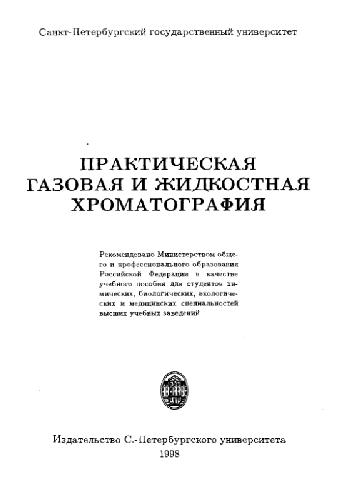 Санкт-Петербургский государственный университет
ПРАКТИЧЕСКАЯ
ГАЗОВАЯ И ЖИДКОСТНАЯ
ХРОМАТОГРАФИЯ
Рекомендовано Министерством обще-
го и профессионального образования
Российской Федерации в качестве
учебного пособия для студентов хи-
мических, биологических, экологиче-
ских и медицинских специальностей
высших учебных заведений
Издательство С.-Петербургского университета
1998